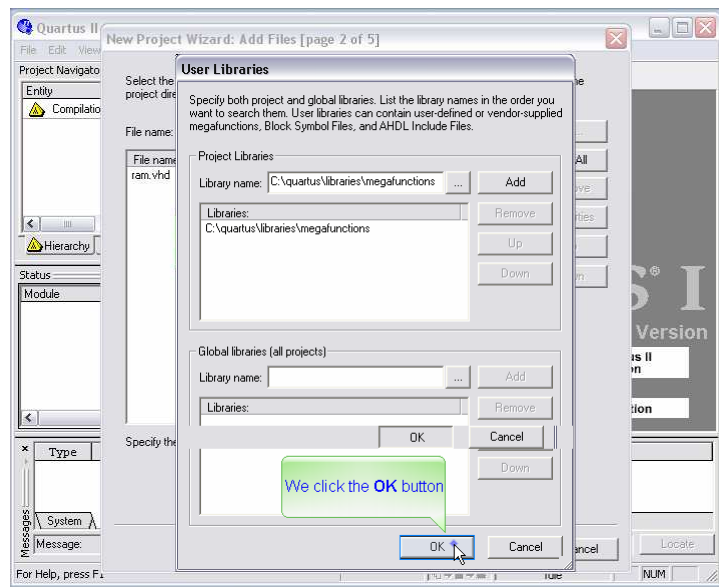 Quartus II
File Edit View
New Project Wizard: Add Files [page 2 of 5]
Project Navigato
Entity
Compilatio
Hierarchy
Status
Module
Select the
project dire
File name:
File name
ram.vhd
All
Specify the
User Libraries
Specify both project and global libraries. List the library names in the order you
want to search them. User libraries can contain user-defined or vendor-supplied
megafunctions, Block Symbol Files, and AHDL Include Files.
Project Libraries
Library name: C:\quartus\libraries\megafunctions ... Add
Libraries: Remove
C:\quartus\libraries\megafunctions
Up
Down
Global libraries (all projects)
Library name: ... Add
Libraries: Remove
OK Cancel
Down
We click the OK button
OK Cancel
S® I
Version
Type
System
Messages
Message:
Locate
For Help, press F1
Idle
NUM